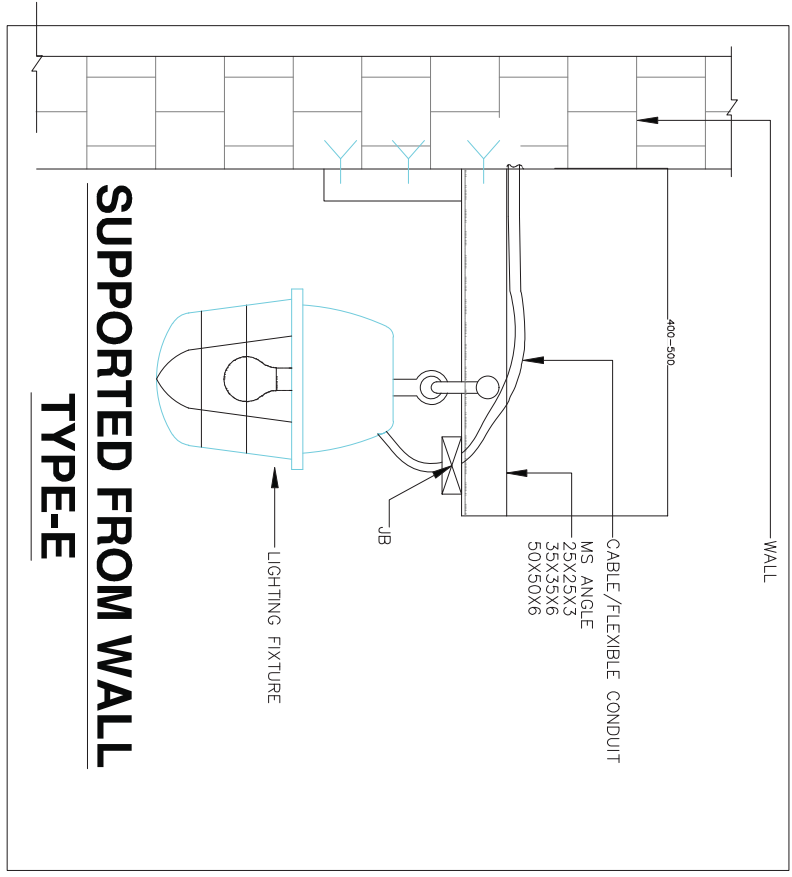 WALL
400-500
CABLE/FLEXIBLE CONDUIT
MS ANGLE
25X25X3
35X35X6
50X50X6
JB
LIGHTING FIXTURE
SUPPORTED FROM WALL
TYPE-E